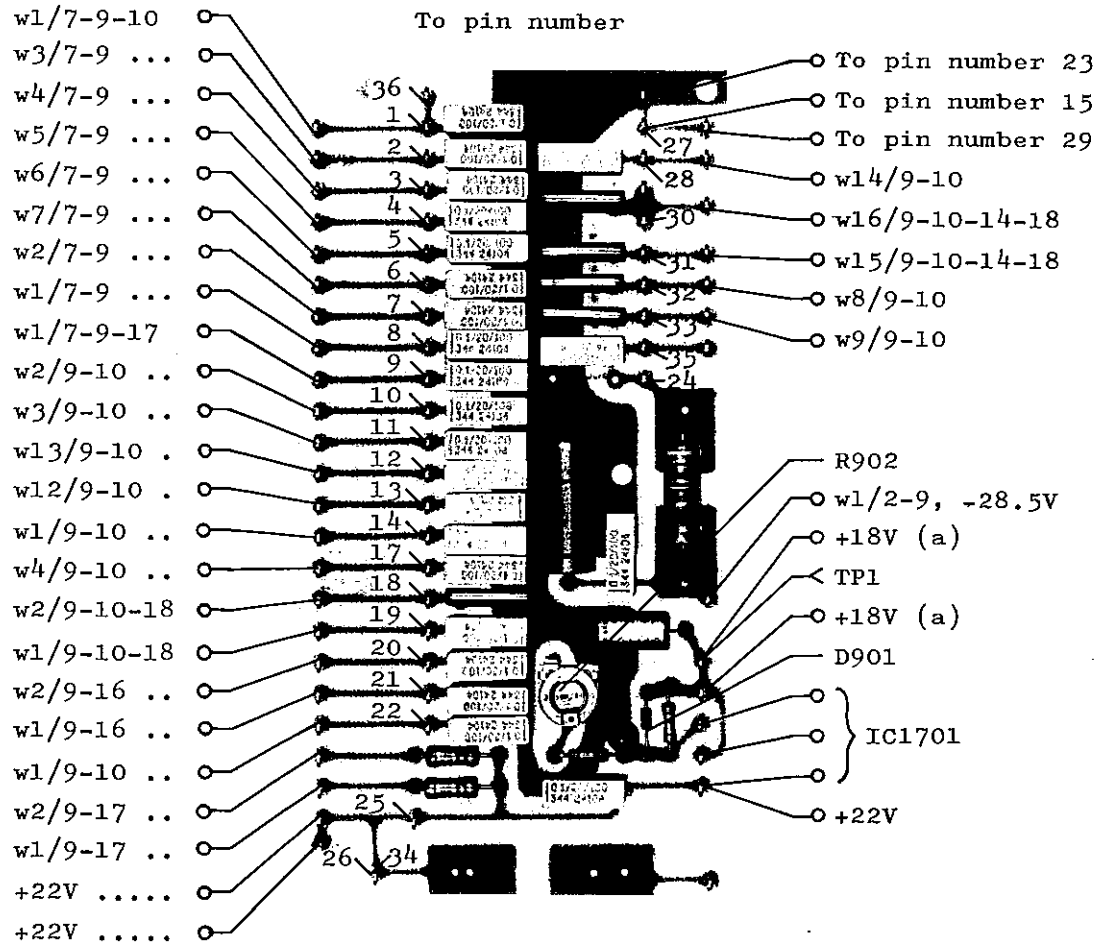 To pin number
w1/7-9-10
w3/7-9 ...
w4/7-9 ...
w5/7-9 ...
w6/7-9 ...
w7/7-9 ...
w2/7-9 ...
w1/7-9 ...
w1/7-9-17
w2/9-10 ..
w3/9-10 ..
w13/9-10 .
w12/9-10 .
w1/9-10 ..
w4/9-10 ..
w2/9-10-18
w1/9-10-18
w2/9-16 ..
w1/9-16 ..
w1/9-10 ..
w2/9-17 ..
w1/9-17 ..
+22V .....
+22V .....
36
1
2
3
4
5
6
7
8
9
10
11
12
13
14
17
18
19
20
21
22
25
26
34
27
28
30
31
32
33
35
24
0.1/20/100
344 24104
To pin number 23
To pin number 15
To pin number 29
w14/9-10
w16/9-10-14-18
w15/9-10-14-18
w8/9-10
w9/9-10
R902
w1/2-9, -28.5V
+18V (a)
TP1
+18V (a)
D901
IC1701
+22V